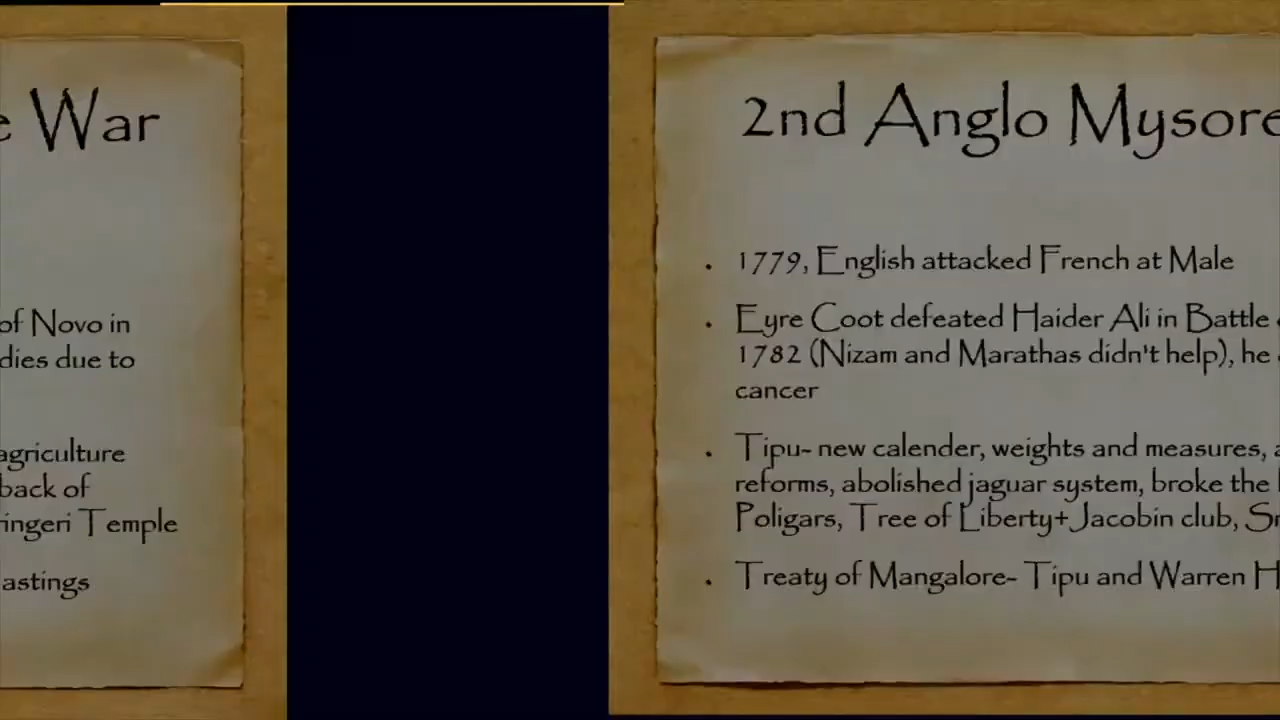 e War
of Novo in
dies due to
agriculture
back of
ringeri Temple
astings
2nd Anglo Mysore
. 1779, English attacked French at Male
. Eyre Coot defeated Haider Ali in Battle
1782 (Nizam and Marathas didn't help), he
cancer
. Tipu- new calender, weights and measures, a
reforms, abolished jaguar system, broke the
Poligars, Tree of Liberty+Jacobin club, Sr
. Treaty of Mangalore- Tipu and Warren H